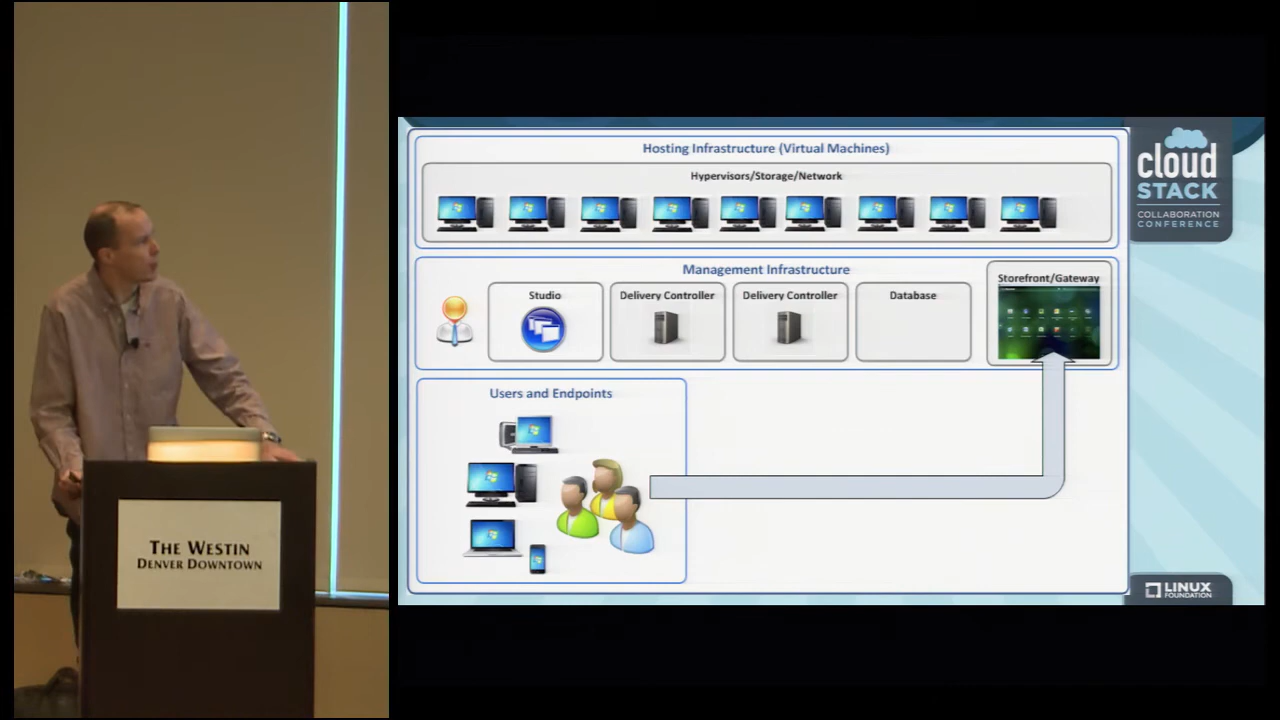 THE WESTIN
DENVER DOWNTOWN
Hosting Infrastructure (Virtual Machines)
Hypervisors/Storage/Network
Management Infrastructure
Studio
Delivery Controller
Delivery Controller
Database
Storefront/Gateway
Users and Endpoints
cloud
STACK
COLLABORATION
CONFERENCE
LINUX
FOUNDATION